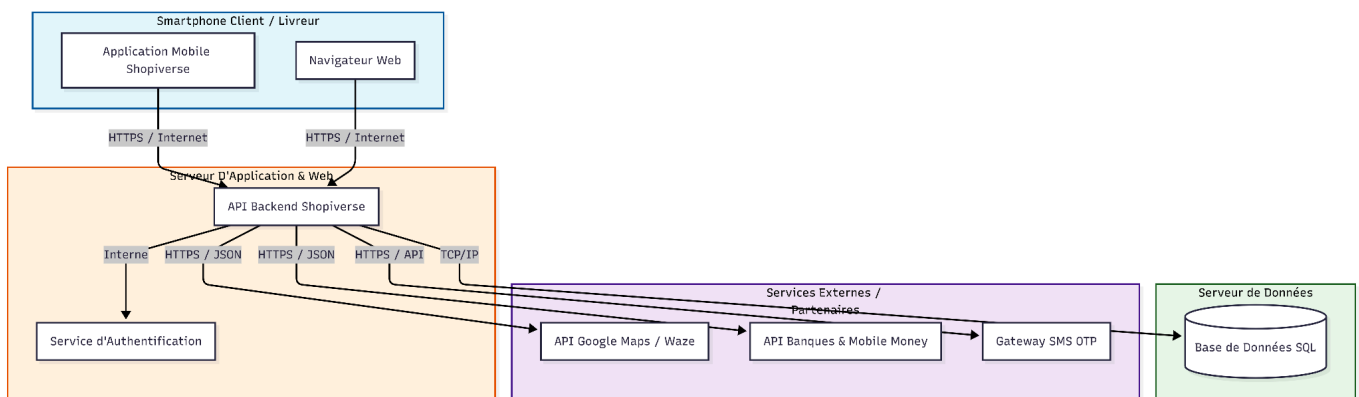 Smartphone Client / Livreur
Application Mobile
Shopiverse
Navigateur Web
HTTPS / Internet
HTTPS / Internet
Serveur D'Application & Web
API Backend Shopiverse
Interne
HTTPS / JSON
HTTPS / JSON
HTTPS / API
TCP/IP
Services Externes /
Partenaires
Serveur de Données
Service d'Authentification
API Google Maps / Waze
API Banques & Mobile Money
Gateway SMS OTP
Base de Données SQL